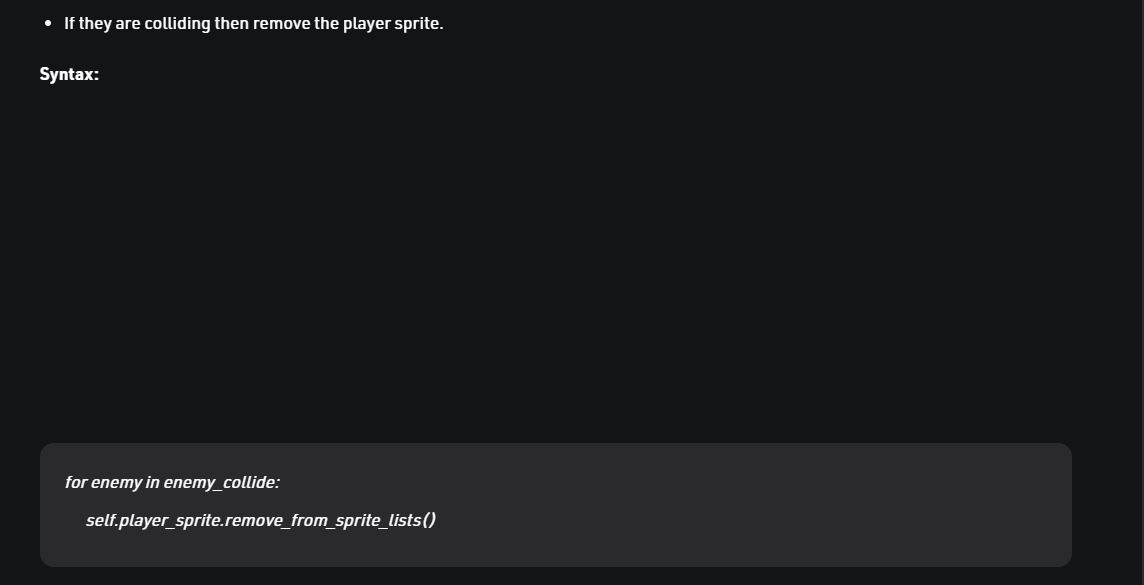 • If they are colliding then remove the player sprite.
Syntax:
for enemy in enemy_collide:
self.player_sprite.remove_from_sprite_lists()